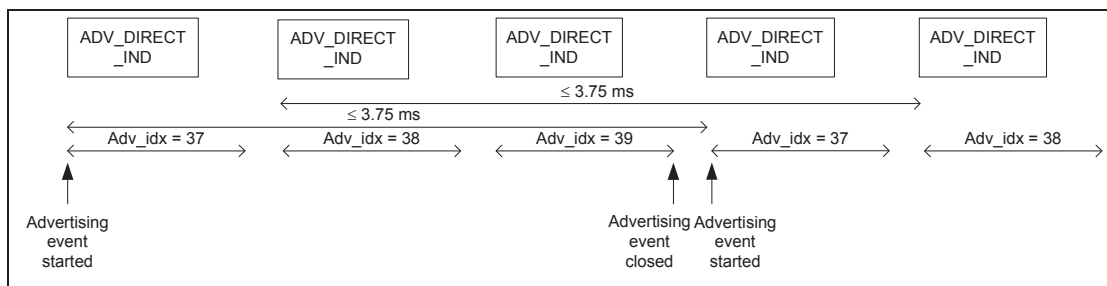 ADV_DIRECT
_IND
ADV_DIRECT
_IND
ADV_DIRECT
_IND
ADV_DIRECT
_IND
ADV_DIRECT
_IND
≤ 3.75 ms
≤ 3.75 ms
Adv_idx = 37
Adv_idx = 38
Adv_idx = 39
Adv_idx = 37
Adv_idx = 38
Advertising
event
started
Advertising
event
closed
Advertising
event
started